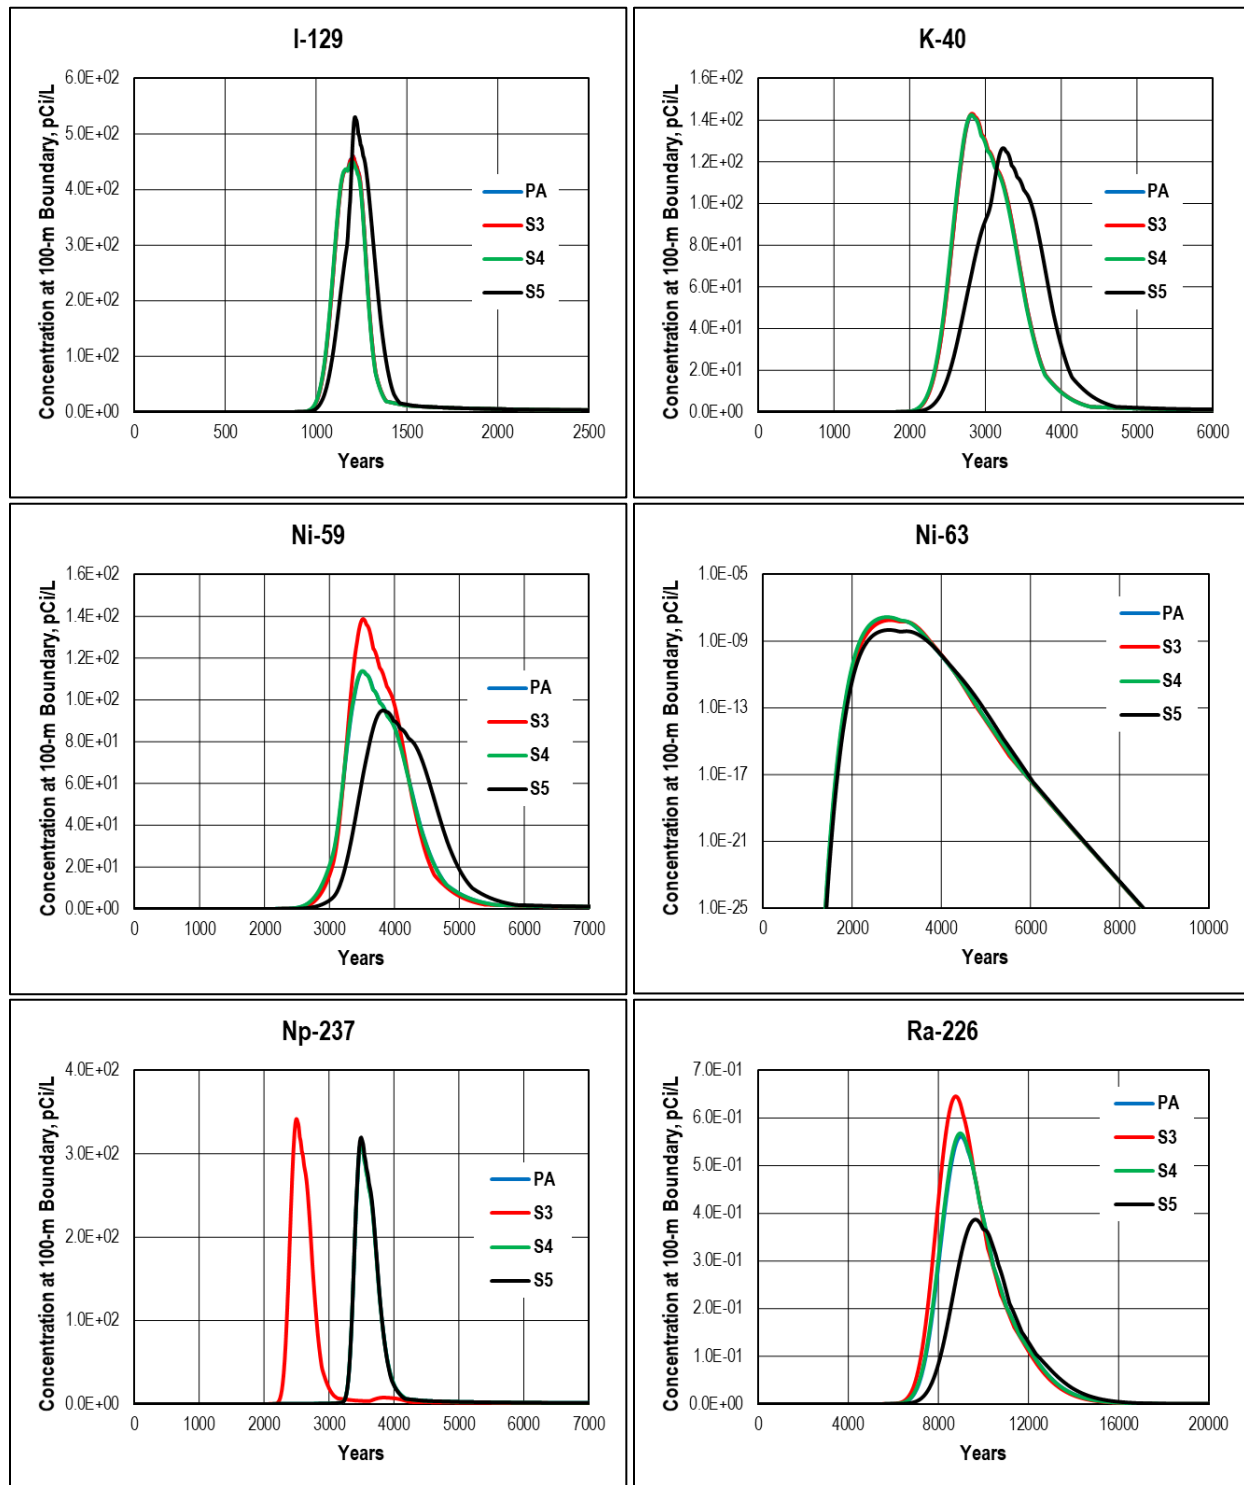 I-129
Concentration at 100-m Boundary, pCi/L
6.0E+02
5.0E+02
4.0E+02
3.0E+02
2.0E+02
1.0E+02
0.0E+00
0 500 1000 1500 2000 2500
Years
PA
S3
S4
S5
K-40
Concentration at 100-m Boundary, pCi/L
1.6E+02
1.4E+02
1.2E+02
1.0E+02
8.0E+01
6.0E+01
4.0E+01
2.0E+01
0.0E+00
0 1000 2000 3000 4000 5000 6000
Years
PA
S3
S4
S5
Ni-59
Concentration at 100-m Boundary, pCi/L
1.6E+02
1.4E+02
1.2E+02
1.0E+02
8.0E+01
6.0E+01
4.0E+01
2.0E+01
0.0E+00
0 1000 2000 3000 4000 5000 6000 7000
Years
PA
S3
S4
S5
Ni-63
Concentration at 100-m Boundary, pCi/L
1.0E-05
1.0E-09
1.0E-13
1.0E-17
1.0E-21
1.0E-25
0 2000 4000 6000 8000 10000
Years
PA
S3
S4
S5
Np-237
Concentration at 100-m Boundary, pCi/L
4.0E+02
3.0E+02
2.0E+02
1.0E+02
0.0E+00
0 1000 2000 3000 4000 5000 6000 7000
Years
PA
S3
S4
S5
Ra-226
Concentration at 100-m Boundary, pCi/L
7.0E-01
6.0E-01
5.0E-01
4.0E-01
3.0E-01
2.0E-01
1.0E-01
0.0E+00
0 4000 8000 12000 16000 20000
Years
PA
S3
S4
S5